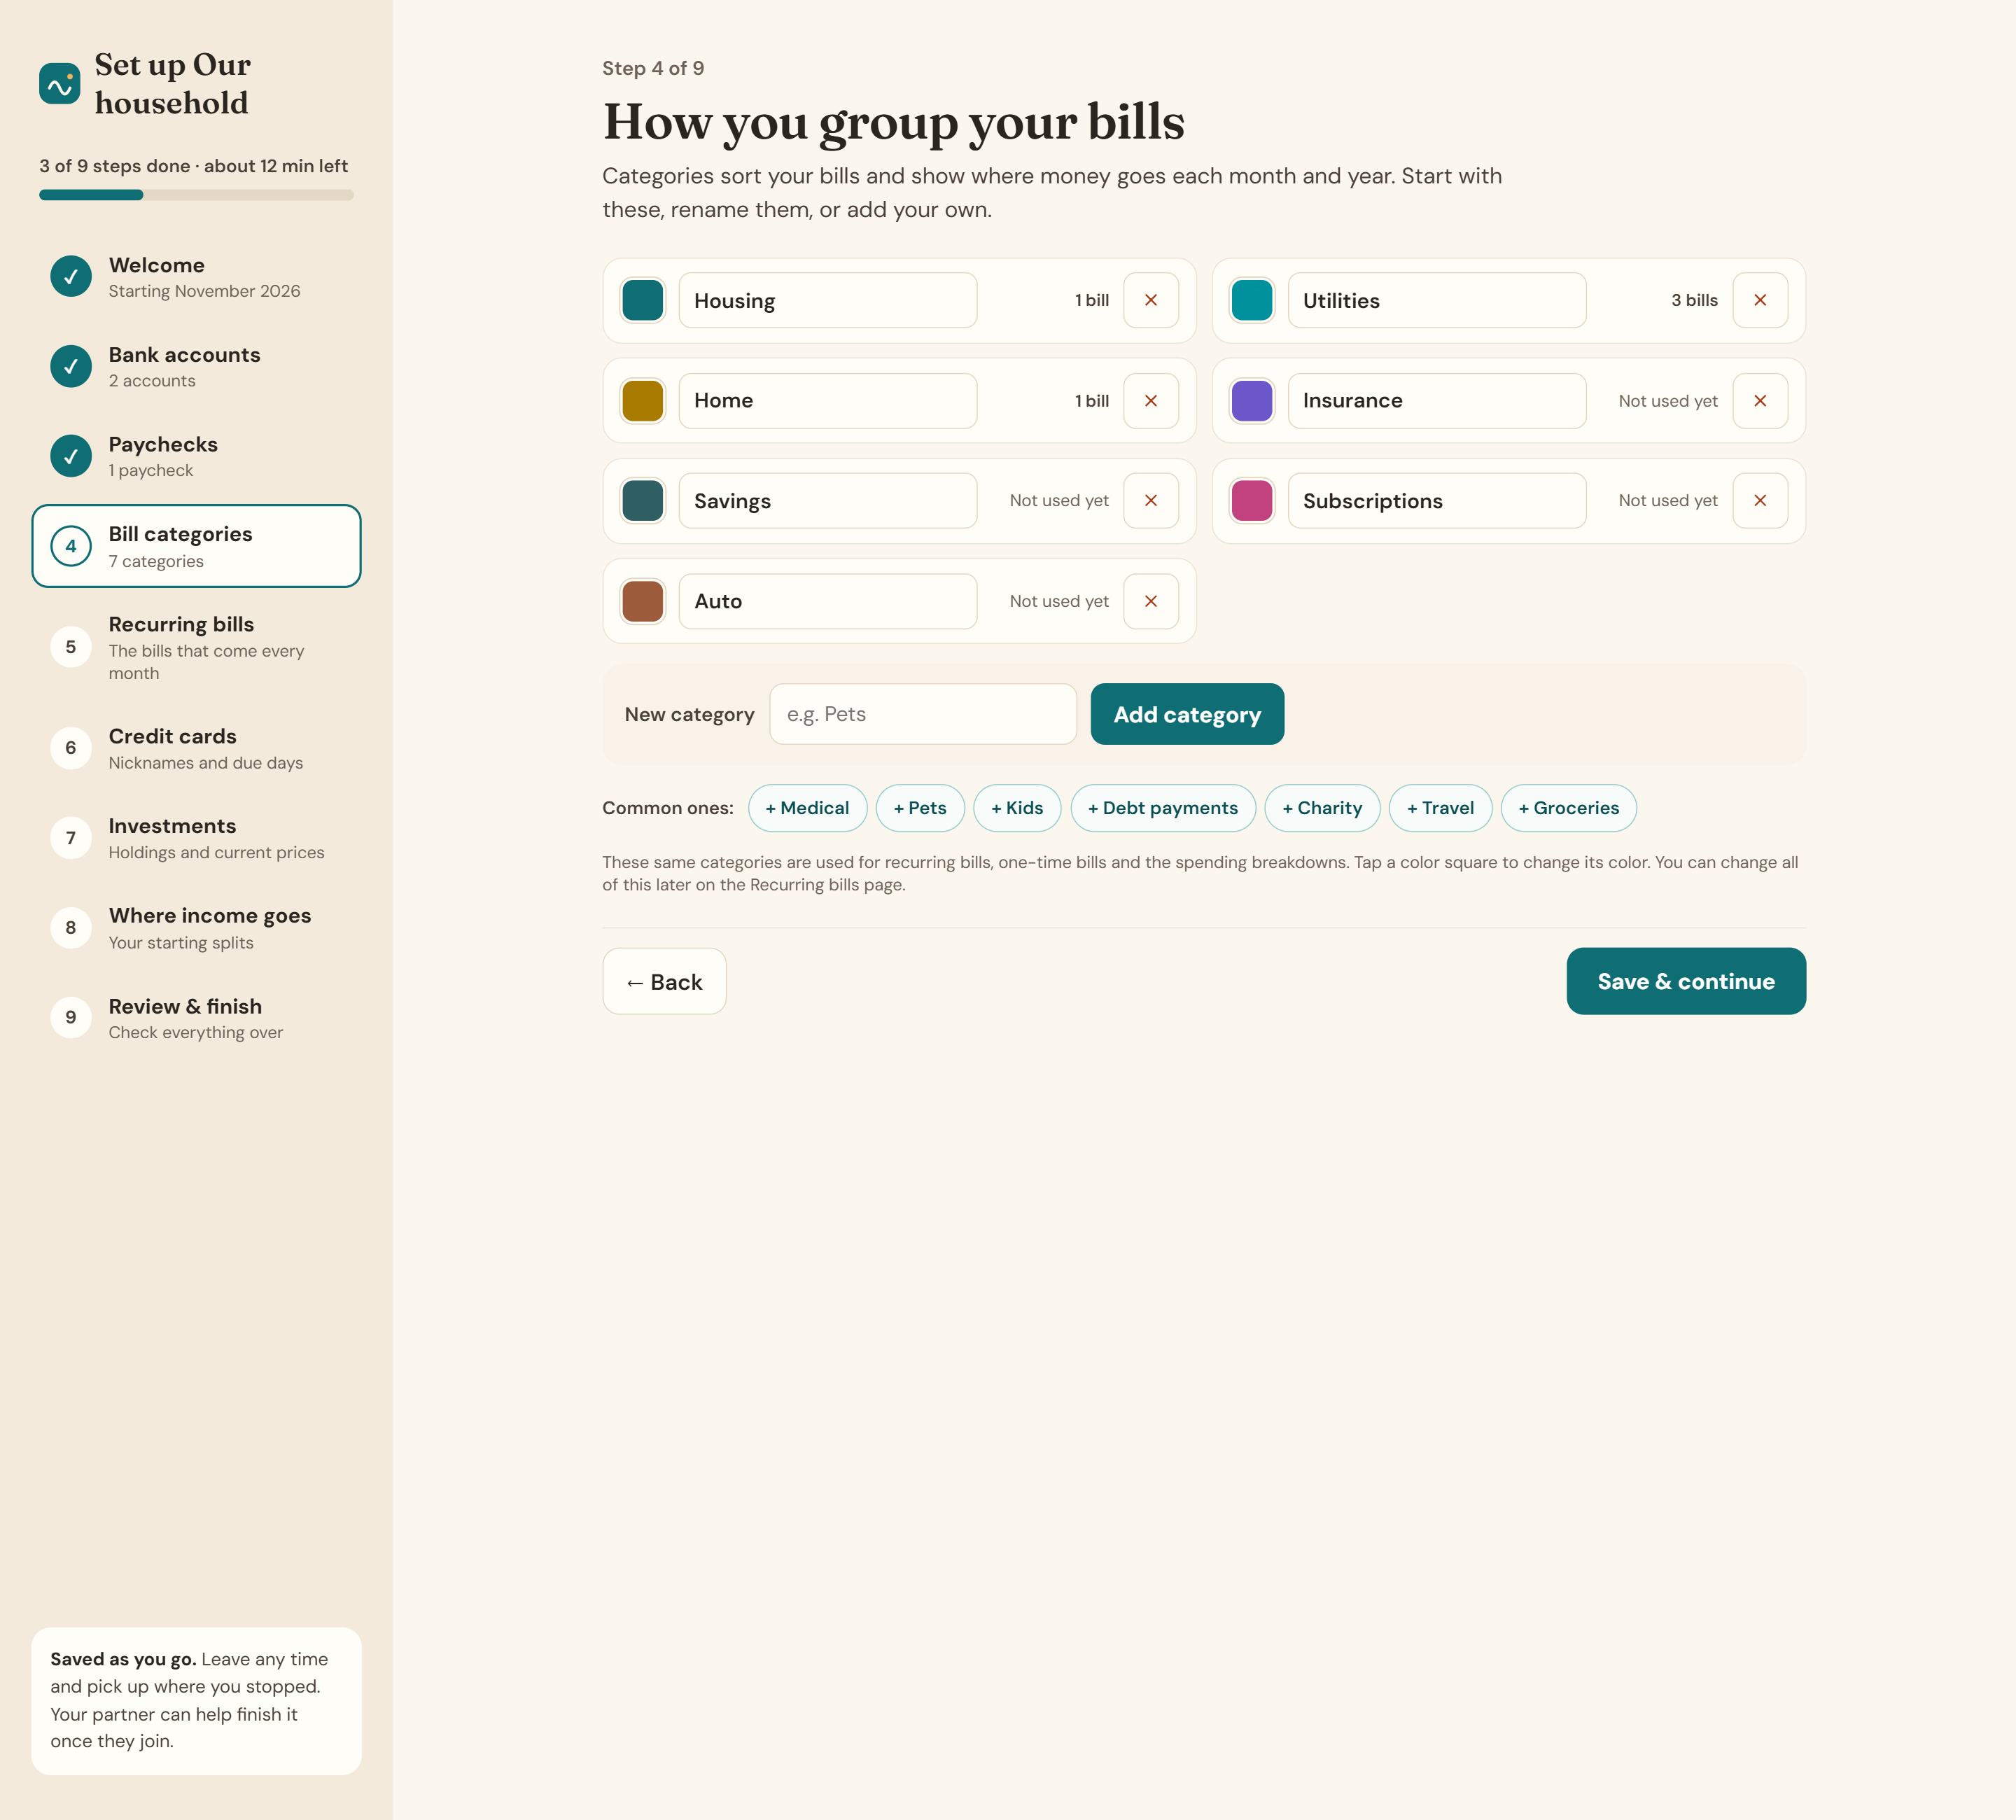 Set up Our
household
3 of 9 steps done · about 12 min left
Welcome
Starting November 2026
Bank accounts
2 accounts
Paychecks
1 paycheck
4
Bill categories
7 categories
5
Recurring bills
The bills that come every
month
6
Credit cards
Nicknames and due days
7
Investments
Holdings and current prices
8
Where income goes
Your starting splits
9
Review & finish
Check everything over
Saved as you go. Leave any time
and pick up where you stopped.
Your partner can help finish it
once they join.
Step 4 of 9
How you group your bills
Categories sort your bills and show where money goes each month and year. Start with
these, rename them, or add your own.
Housing 1 bill ×
Utilities 3 bills ×
Home 1 bill ×
Insurance Not used yet ×
Savings Not used yet ×
Subscriptions Not used yet ×
Auto Not used yet ×
New category e.g. Pets Add category
Common ones: + Medical + Pets + Kids + Debt payments + Charity + Travel + Groceries
These same categories are used for recurring bills, one-time bills and the spending breakdowns. Tap a color square to change its color. You can change all
of this later on the Recurring bills page.
← Back
Save & continue